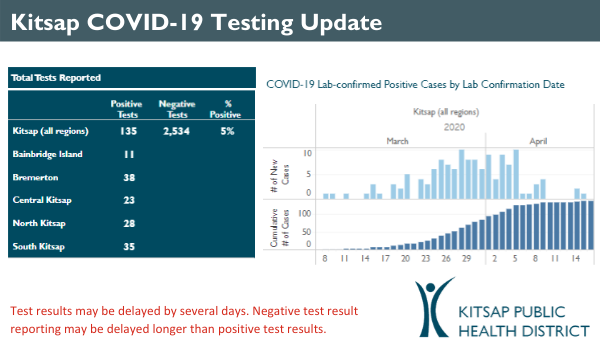 Kitsap COVID-19 Testing Update
Total Tests Reported
Positive Tests Negative Tests % Positive
Kitsap (all regions) 135 2,534 5%
Bainbridge Island 11
Bremerton 38
Central Kitsap 23
North Kitsap 28
South Kitsap 35
COVID-19 Lab-confirmed Positive Cases by Lab Confirmation Date
Kitsap (all regions)
2020
March April
# of New Cases
10
5
0
Cumulative # of Cases
100
50
0
8 11 14 17 20 23 26 29 2 5 8 11 14
Test results may be delayed by several days. Negative test result
reporting may be delayed longer than positive test results.
KITSAP PUBLIC
HEALTH DISTRICT